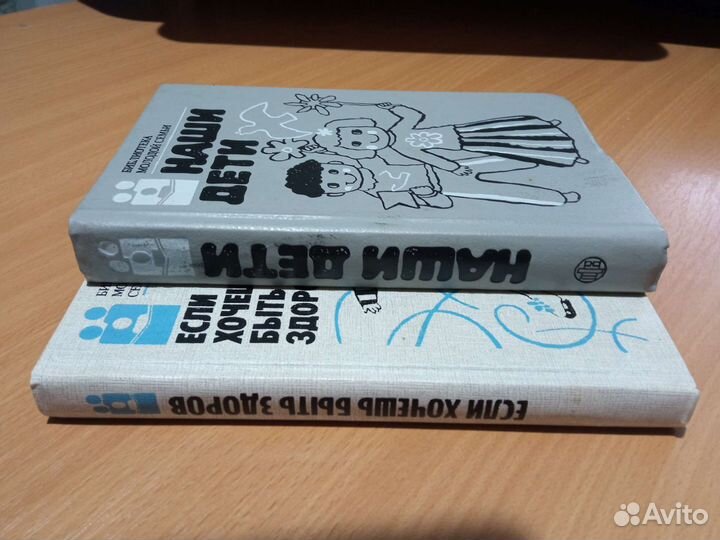 БИБЛИОТЕКА
МОЛОДОЙ СЕМЬИ
НАШИ
ДЕТИ
НАШИ ДЕТИ
ЕСЛИ
ХОЧЕШ
БЫТЬ
ЗДОР
ЕСЛИ ХОЧЕШЬ БЫТЬ ЗДОРОВ
Avito